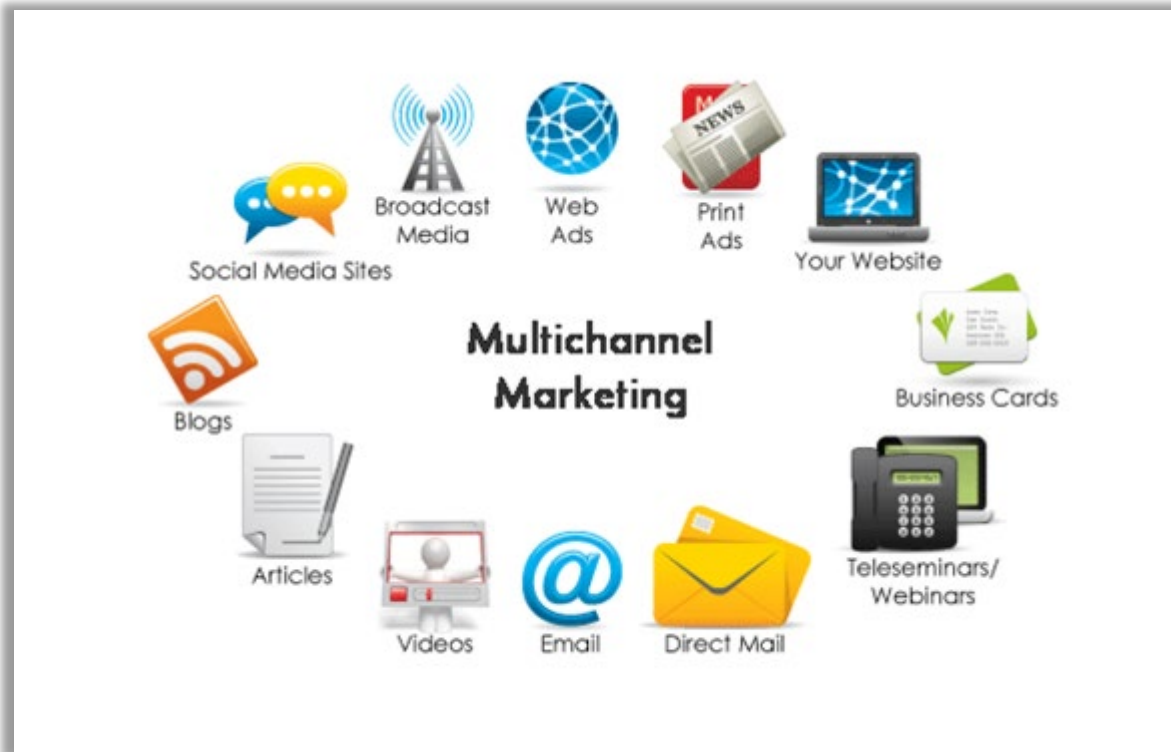 Broadcast
Media
Web
Ads
NEWS
Print
Ads
Your Website
Social Media Sites
Multichannel
Marketing
Blogs
Business Cards
Articles
Videos
Email
Direct Mail
Teleseminars/
Webinars